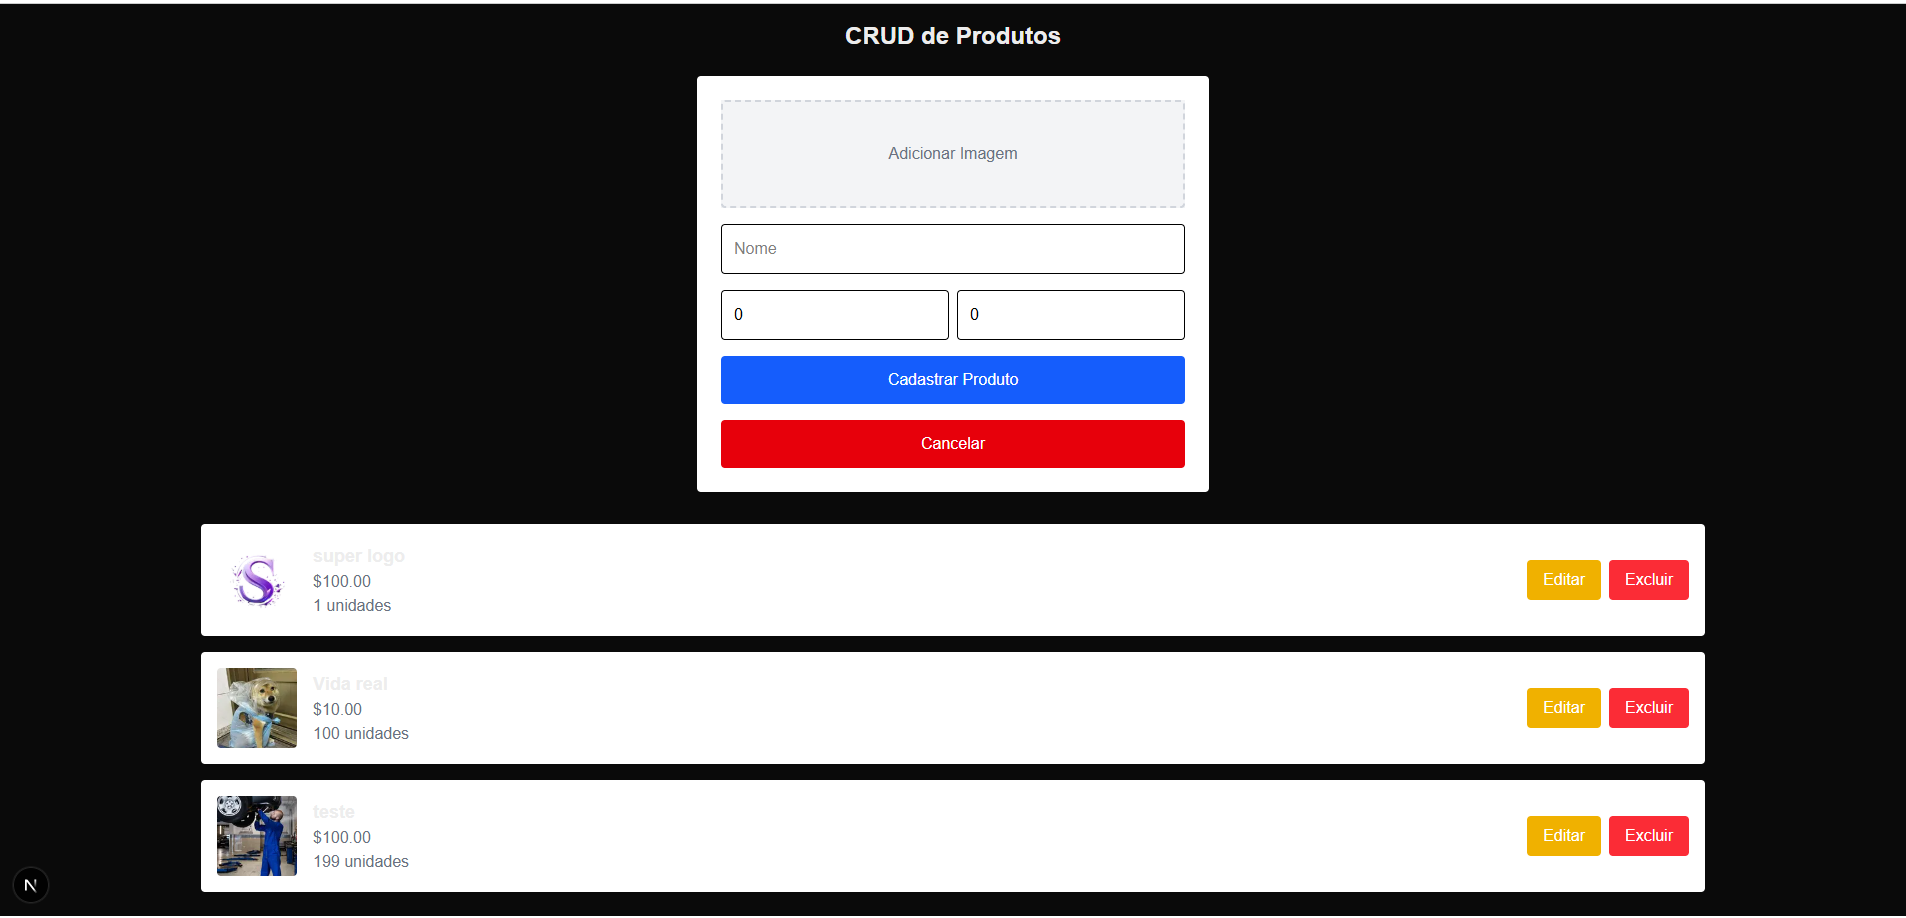 CRUD de Produtos
Adicionar Imagem
Nome
0 0
Cadastrar Produto
Cancelar
S
super logo
$100.00
1 unidades
Editar Excluir
Vida real
$10.00
100 unidades
Editar Excluir
teste
$100.00
199 unidades
Editar Excluir
N